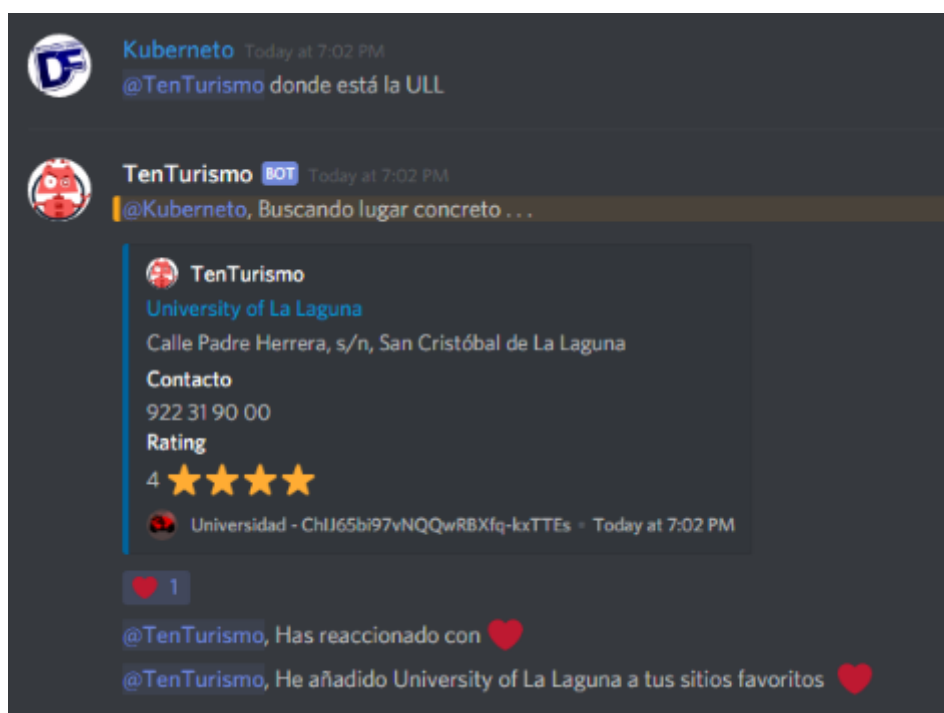 Kuberneto Today at 7:02 PM
@TenTurismo donde está la ULL
TenTurismo BOT Today at 7:02 PM
@Kuberneto, Buscando lugar concreto . . .
TenTurismo
University of La Laguna
Calle Padre Herrera, s/n, San Cristóbal de La Laguna
Contacto
922 31 90 00
Rating
4 ⭐⭐⭐⭐
Universidad - ChIJ65bi97vNQQwRBXfq-kxTTEs • Today at 7:02 PM
❤️ 1
@TenTurismo, Has reaccionado con ❤️
@TenTurismo, He añadido University of La Laguna a tus sitios favoritos ❤️